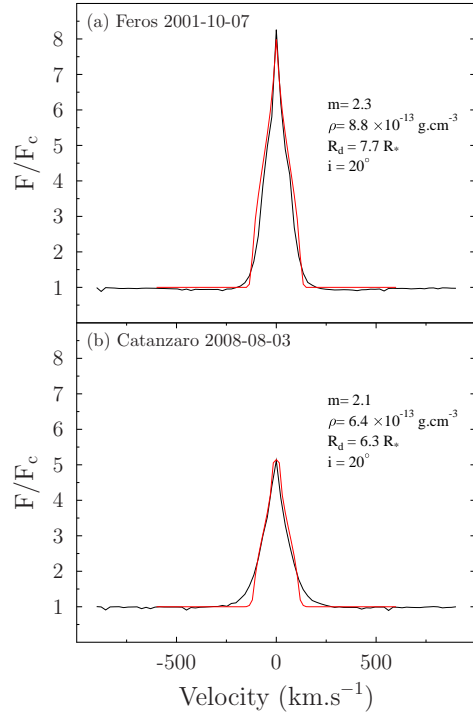 (a) Feros 2001-10-07
8
7
6
5
4
3
2
1
F/Fc
m= 2.3
ρ= 8.8 ×10⁻¹³ g.cm⁻³
R_d = 7.7 R_*
i = 20°
(b) Catanzaro 2008-08-03
8
7
6
5
4
3
2
1
F/Fc
m= 2.1
ρ= 6.4 ×10⁻¹³ g.cm⁻³
R_d = 6.3 R_*
i = 20°
-500 0 500
Velocity (km.s⁻¹)